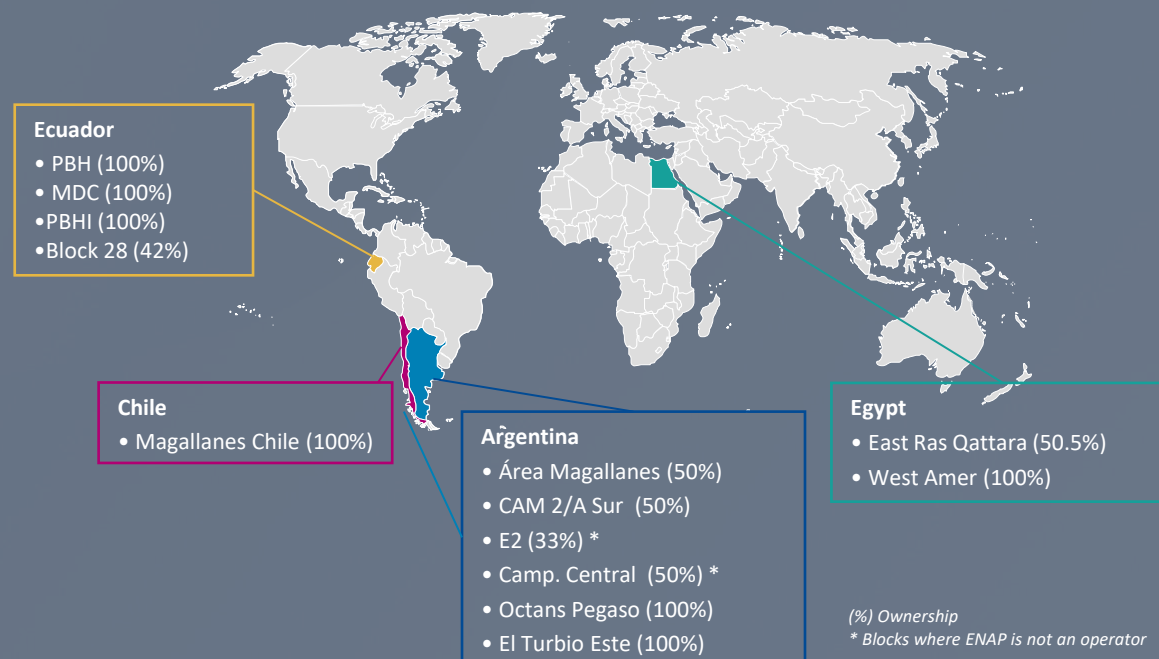 Ecuador
• PBH (100%)
• MDC (100%)
•PBHI (100%)
•Block 28 (42%)
Chile
• Magallanes Chile (100%)
Argentina
• Área Magallanes (50%)
• CAM 2/A Sur (50%)
• E2 (33%) *
• Camp. Central (50%) *
• Octans Pegaso (100%)
• El Turbio Este (100%)
Egypt
• East Ras Qattara (50.5%)
• West Amer (100%)
(%) Ownership
* Blocks where ENAP is not an operator